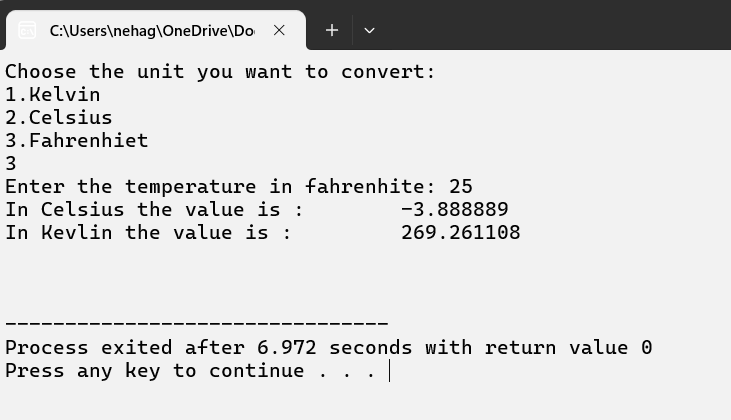 C:\Users\nehag\OneDrive\Do
Choose the unit you want to convert:
1.Kelvin
2.Celsius
3.Fahrenhiet
3
Enter the temperature in fahrenhite: 25
In Celsius the value is :        -3.888889
In Kevlin the value is :         269.261108
--------------------------------
Process exited after 6.972 seconds with return value 0
Press any key to continue . . .